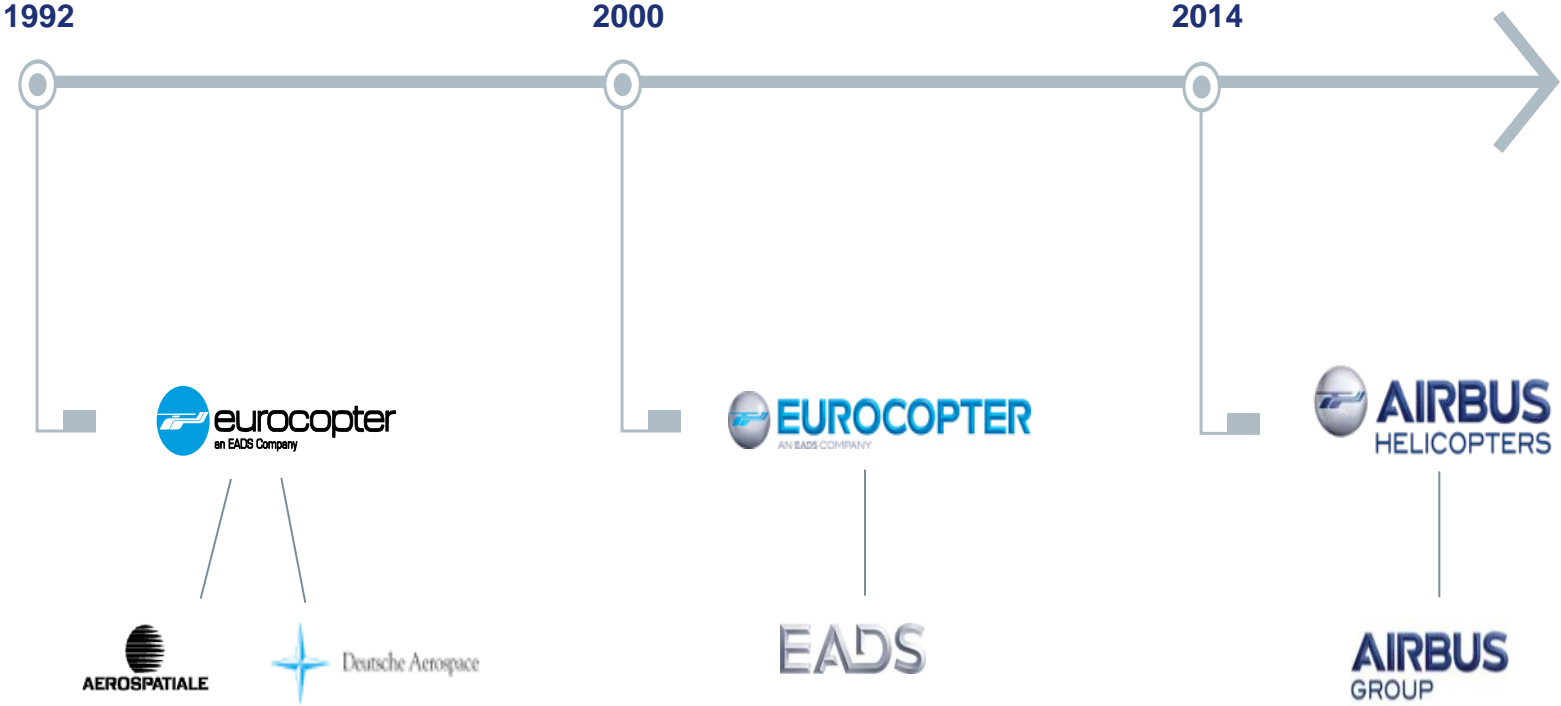 1992
2000
2014
eurocopter
an EADS Company
EUROCOPTER
AN EADS COMPANY
AIRBUS
HELICOPTERS
AEROSPATIALE
Deutsche Aerospace
EADS
AIRBUS
GROUP